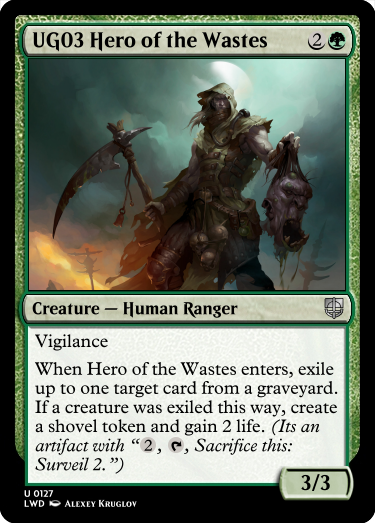 UG03 Hero of the Wastes 2
Creature — Human Ranger
Vigilance
When Hero of the Wastes enters, exile
up to one target card from a graveyard.
If a creature was exiled this way, create
a shovel token and gain 2 life. (Its an
artifact with “2, , Sacrifice this:
Surveil 2.”)
3/3
U 0127
LWD Alexey Kruglov